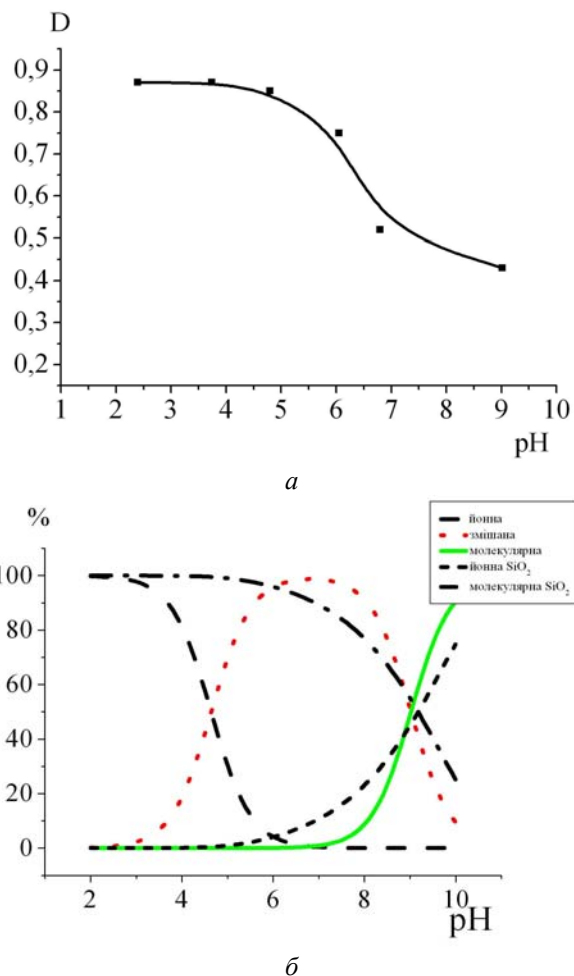 D
0,9
0,8
0,7
0,6
0,5
0,4
0,3
0,2
1 2 3 4 5 6 7 8 9 10
pH
а
%
йонна
змішана
молекулярна
йонна SiO₂
молекулярна SiO₂
100
80
60
40
20
0
2 4 6 8 10
pH
б